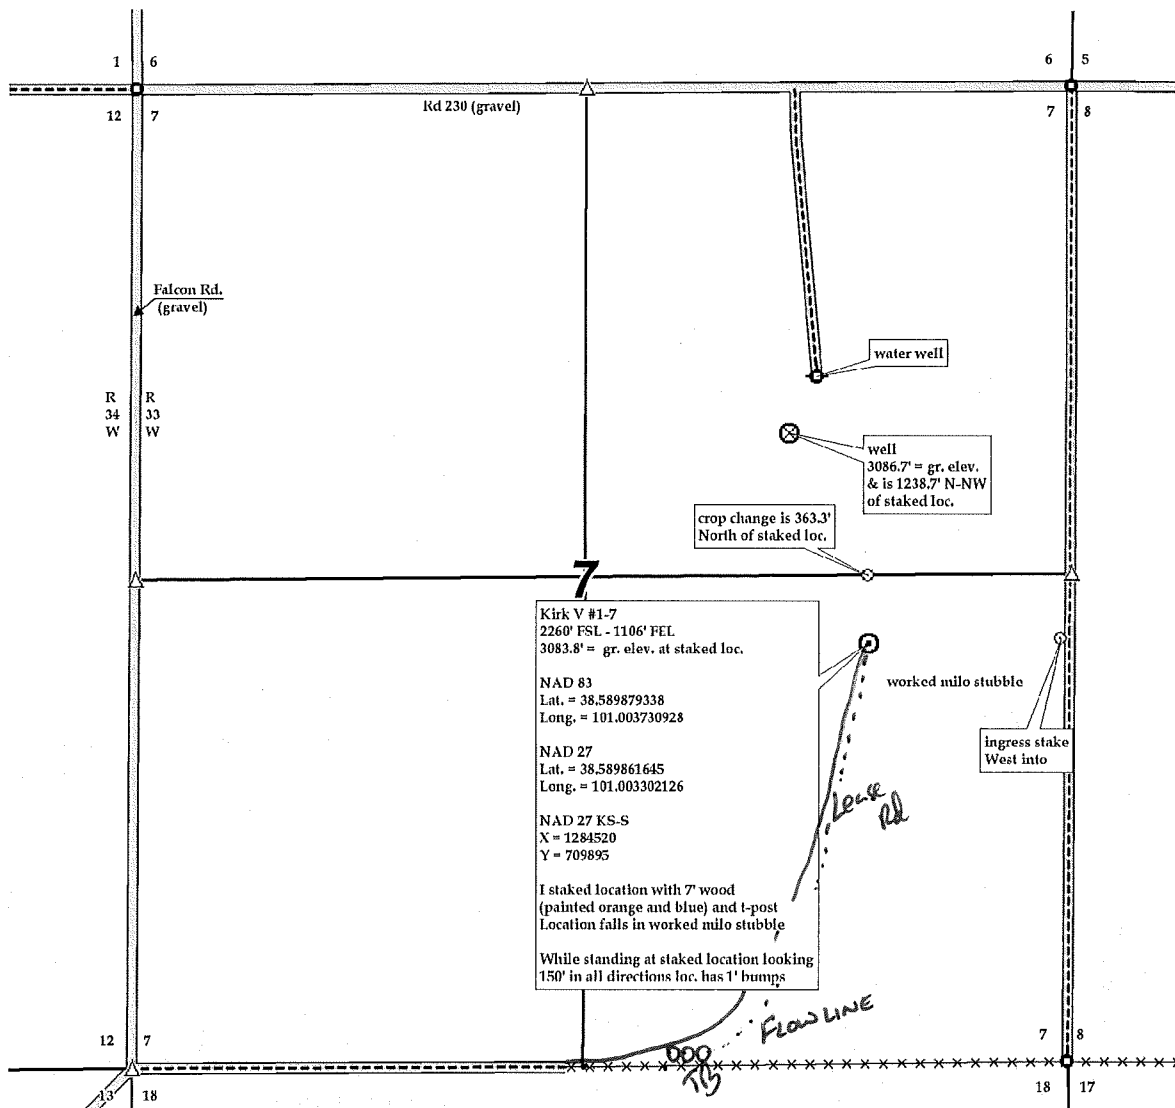 1 6
6 5
12 7
Rd 230 (gravel)
7 8
Falcon Rd.
(gravel)
water well
R R
34 33
W W
well
3086.7' = gr. elev.
& is 1238.7' N-NW
of staked loc.
crop change is 363.3'
North of staked loc.
7
Kirk V #1-7
2260' FSL - 1106' FEL
3083.8' = gr. elev. at staked loc.
NAD 83
Lat. = 38.589879338
Long. = 101.003730928
NAD 27
Lat. = 38.589861645
Long. = 101.003302126
NAD 27 KS-S
X = 1284520
Y = 709895
I staked location with 7' wood
(painted orange and blue) and t-post
Location falls in worked milo stubble
While standing at staked location looking
150' in all directions loc. has 1' bumps
worked milo stubble
ingress stake
West into
Lease
Rd
FLOWLINE
TB
12 7
7 8
13 18
18 17